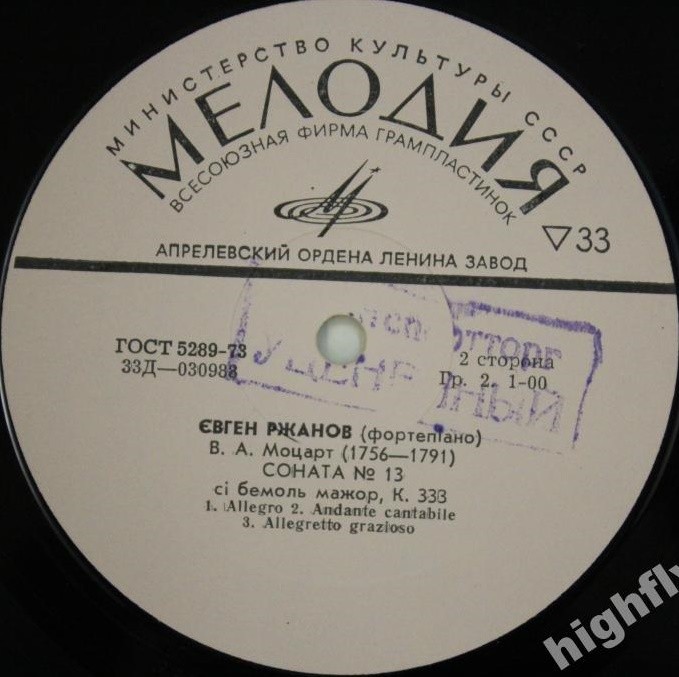 МИНИСТЕРСТВО КУЛЬТУРЫ СССР
МЕЛОДИЯ
ВСЕСОЮЗНАЯ ФИРМА ГРАМПЛАСТИНОК
▽33
АПРЕЛЕВСКИЙ ОРДЕНА ЛЕНИНА ЗАВОД
ГОСТ 5289-73
33Д—030988
2 сторона
Гр. 2. 1-00
ЄВГЕН РЖАНОВ (фортепіано)
В. А. Моцарт (1756—1791)
СОНАТА № 13
сі бемоль мажор, К. 333
1. Allegro 2. Andante cantabile
3. Allegretto grazioso
highfly